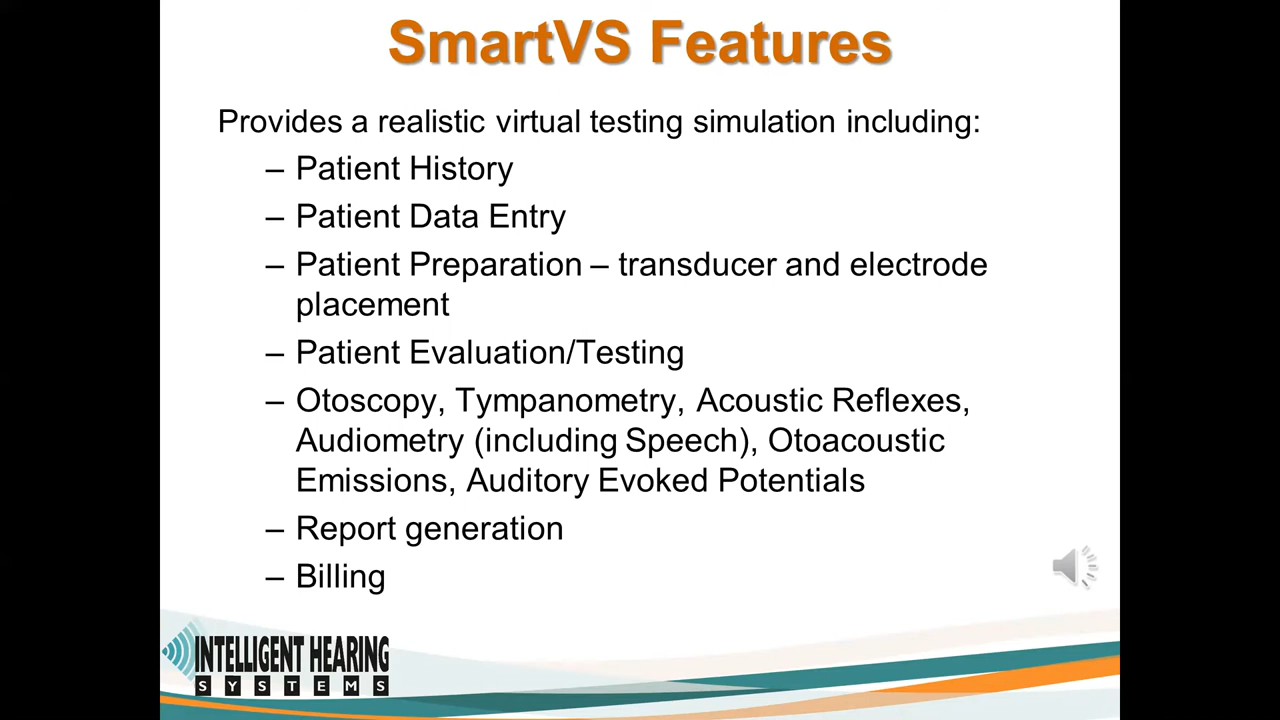 SmartVS Features
Provides a realistic virtual testing simulation including:
– Patient History
– Patient Data Entry
– Patient Preparation – transducer and electrode
placement
– Patient Evaluation/Testing
– Otoscopy, Tympanometry, Acoustic Reflexes,
Audiometry (including Speech), Otoacoustic
Emissions, Auditory Evoked Potentials
– Report generation
– Billing
INTELLIGENT HEARING
SYSTEMS